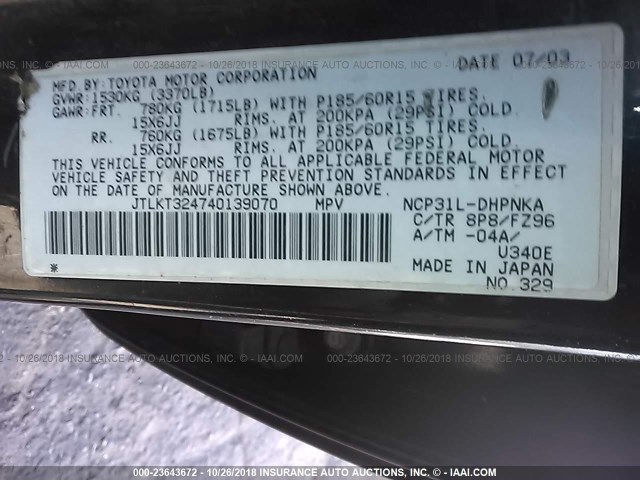 MFD. BY: TOYOTA MOTOR CORPORATION DATE 07/03
GVWR: 1530KG (3370LB)
GAWR: FRT. 780KG (1715LB) WITH P185/60R15 TIRES.
15X6JJ RIMS. AT 200KPA (29PSI) COLD.
RR. 760KG (1675LB) WITH P185/60R15 TIRES.
15X6JJ RIMS. AT 200KPA (29PSI) COLD.
THIS VEHICLE CONFORMS TO ALL APPLICABLE FEDERAL MOTOR
VEHICLE SAFETY THEFT PREVENTION STANDARDS IN EFFECT
ON THE DATE OF MANUFACTURE SHOWN ABOVE.
JTLKT324740139070 MPV NCP31L-DHPNKA
C/TR 8P8/FZ96
A/TM -04A/
U340E
* MADE IN JAPAN
NO. 329
000-23643672 - 10/26/2018 INSURANCE AUTO AUCTIONS, INC. - © IAAI.COM